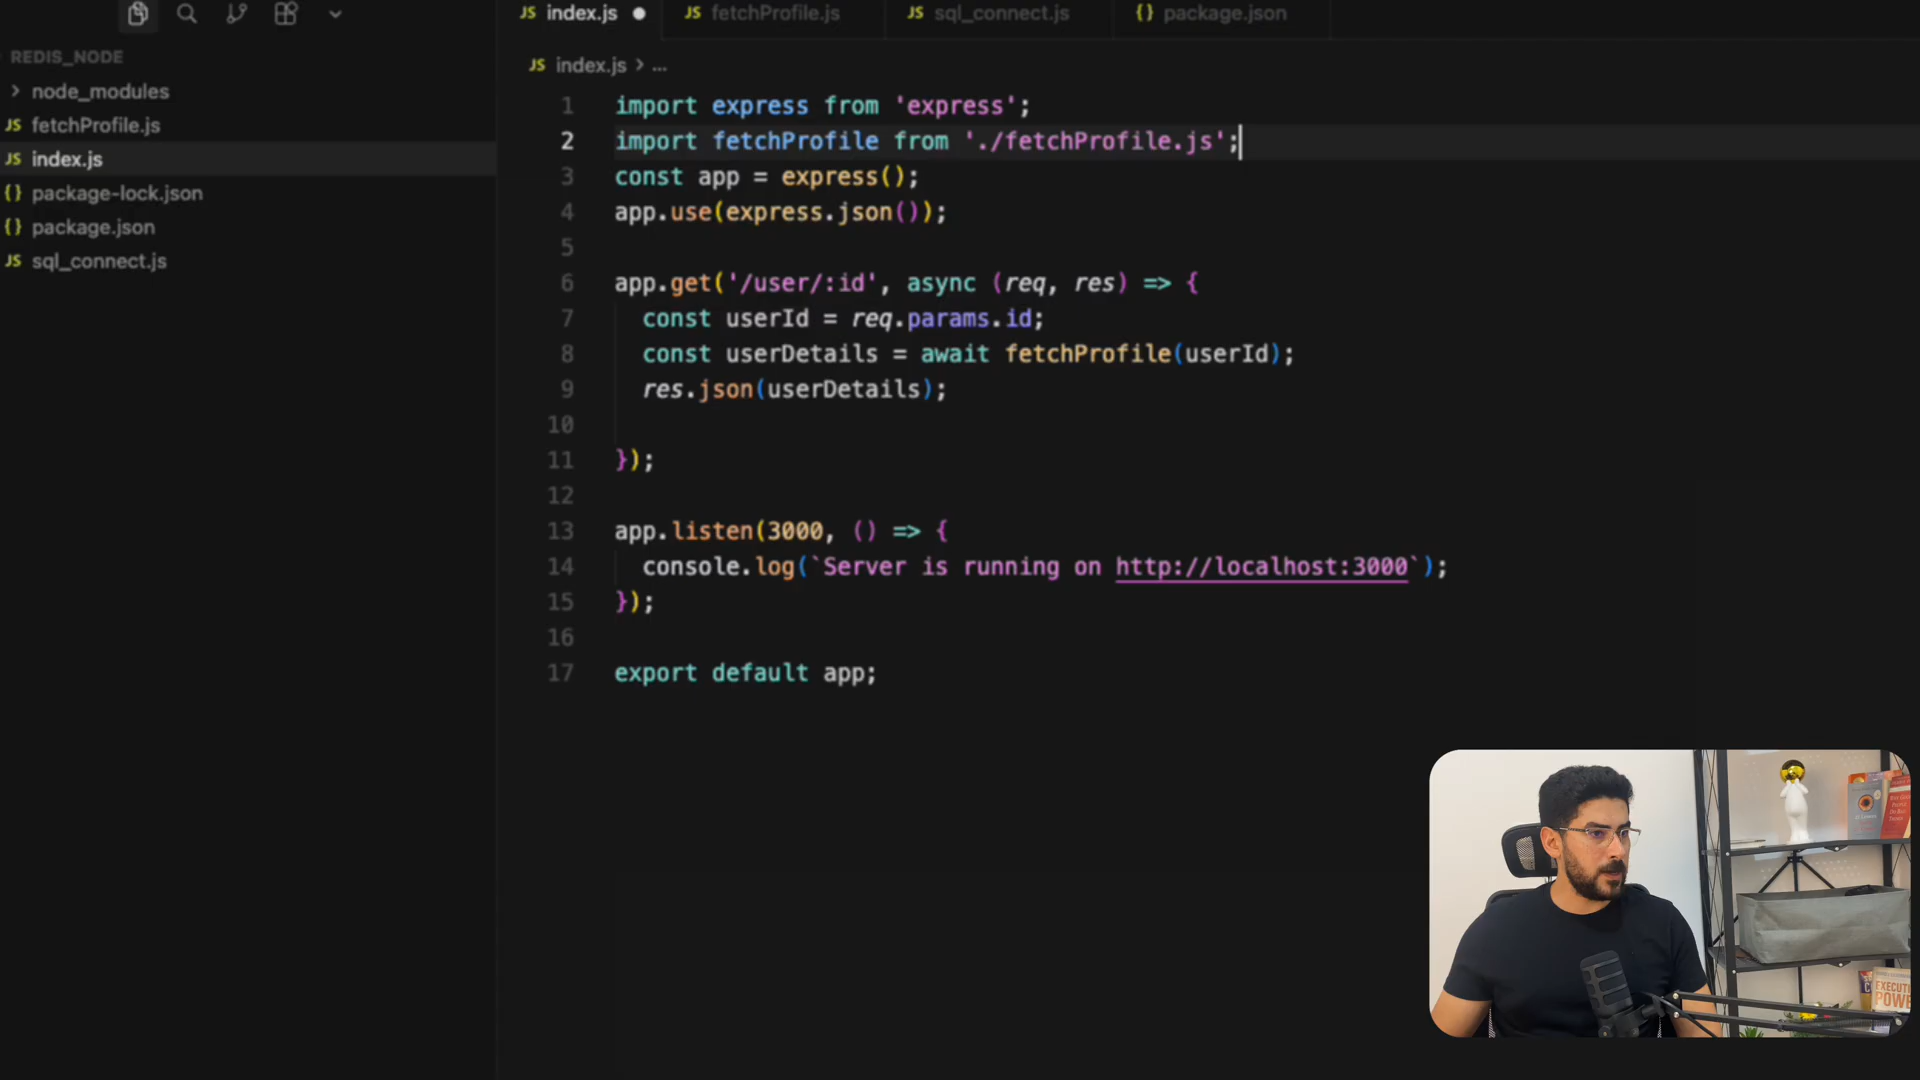 index.js
fetchProfile.js
sql_connect.js
package.json
REDIS_NODE
node_modules
fetchProfile.js
index.js
package-lock.json
package.json
sql_connect.js
index.js > ...
1 import express from 'express';
2 import fetchProfile from './fetchProfile.js';
3 const app = express();
4 app.use(express.json());
5
6 app.get('/user/:id', async (req, res) => {
7 const userId = req.params.id;
8 const userDetails = await fetchProfile(userId);
9 res.json(userDetails);
10
11 });
12
13 app.listen(3000, () => {
14 console.log(`Server is running on http://localhost:3000`);
15 });
16
17 export default app;
EXECUTI
POWE